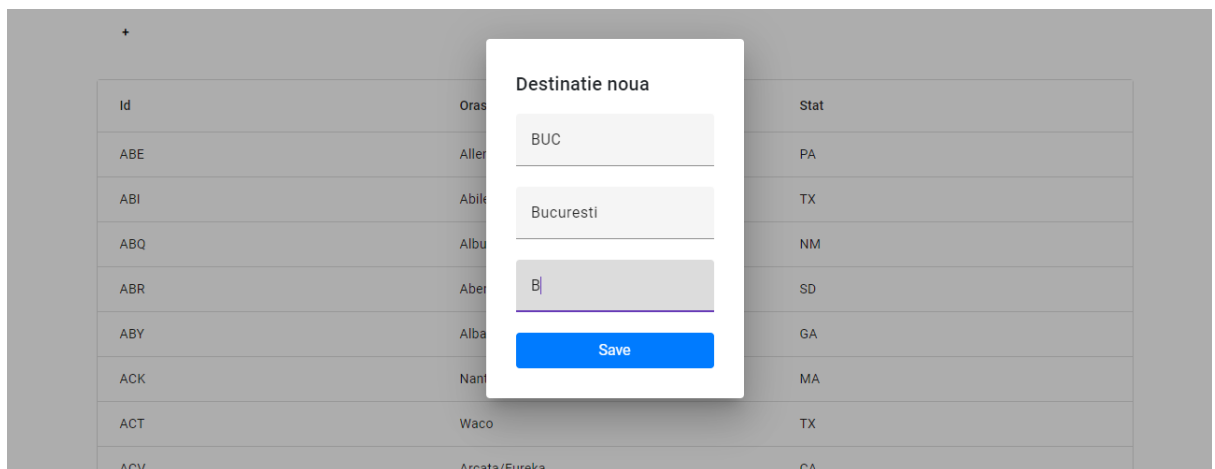 +
Destinatie noua
Id Oras Stat
BUC
ABE PA
ABI TX
Bucuresti
ABQ NM
ABR B SD
ABY GA
Save
ACK MA
ACT Waco TX
ACV Arcata/Eureka CA